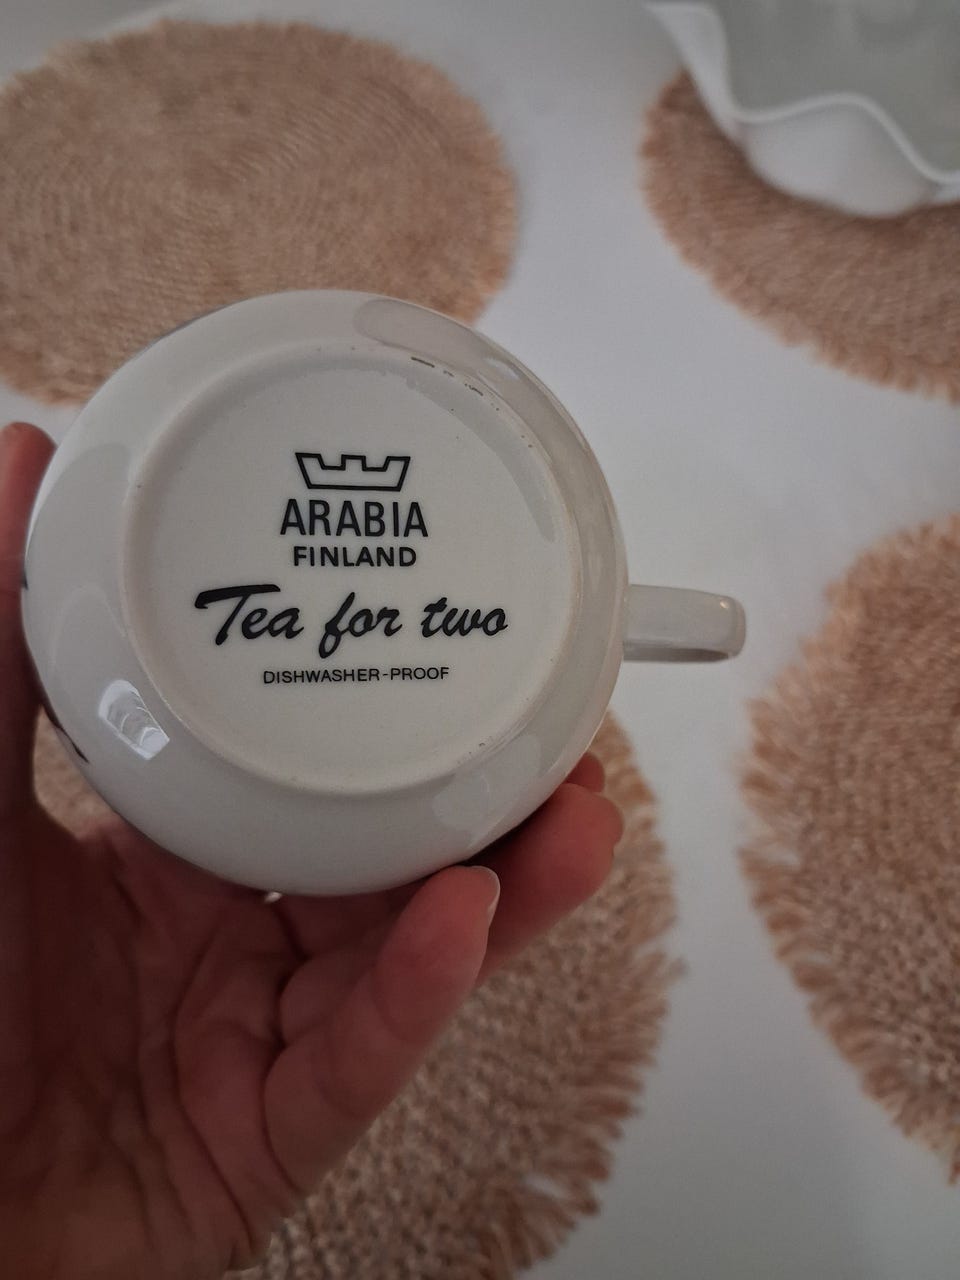 ARABIA
FINLAND
Tea for two
DISHWASHER-PROOF